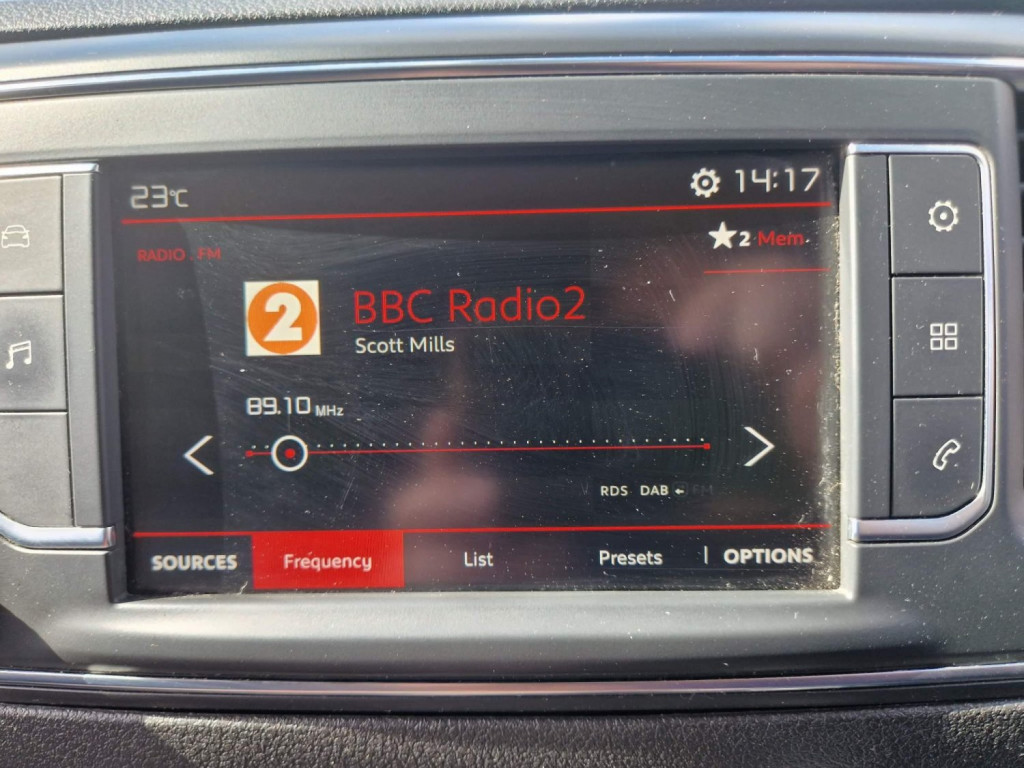 23°C
14:17
RADIO . FM
2 Mem
2
BBC Radio2
Scott Mills
89.10 MHz
RDS DAB FM
SOURCES Frequency List Presets OPTIONS